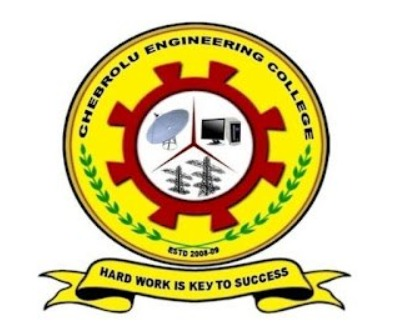 CHEBROLU ENGINEERING COLLEGE
ESTD 2008-09
HARD WORK IS KEY TO SUCCESS